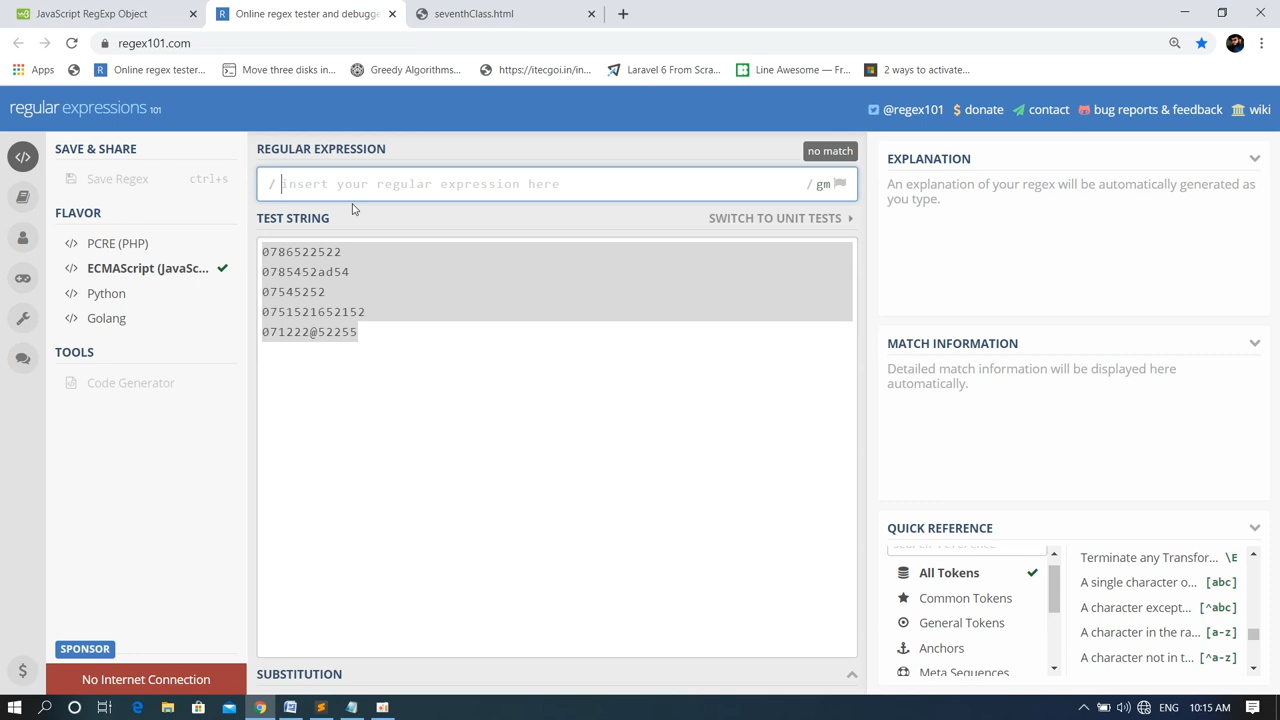 JavaScript RegExp Object
Online regex tester and debugge
seventhClass.html
regex101.com
Apps
Online regex tester...
Move three disks in...
Greedy Algorithms...
https://itecgoi.in/in...
Laravel 6 From Scra...
Line Awesome — Fr...
2 ways to activate...
regular expressions 101
@regex101
$ donate
contact
bug reports & feedback
wiki
SAVE & SHARE
Save Regex ctrl+s
FLAVOR
</> PCRE (PHP)
</> ECMAScript (JavaSc...
</> Python
</> Golang
TOOLS
Code Generator
SPONSOR
No Internet Connection
REGULAR EXPRESSION
no match
/ insert your regular expression here / gm
TEST STRING
SWITCH TO UNIT TESTS
0786522522
0785452ad54
07545252
0751521652152
071222@52255
SUBSTITUTION
EXPLANATION
An explanation of your regex will be automatically generated as
you type.
MATCH INFORMATION
Detailed match information will be displayed here
automatically.
QUICK REFERENCE
All Tokens
Common Tokens
General Tokens
Anchors
Meta Sequences
Terminate any Transfor... \E
A single character o... [abc]
A character except... [^abc]
A character in the ra... [a-z]
A character not in t... [^a-z]
ENG
10:15 AM